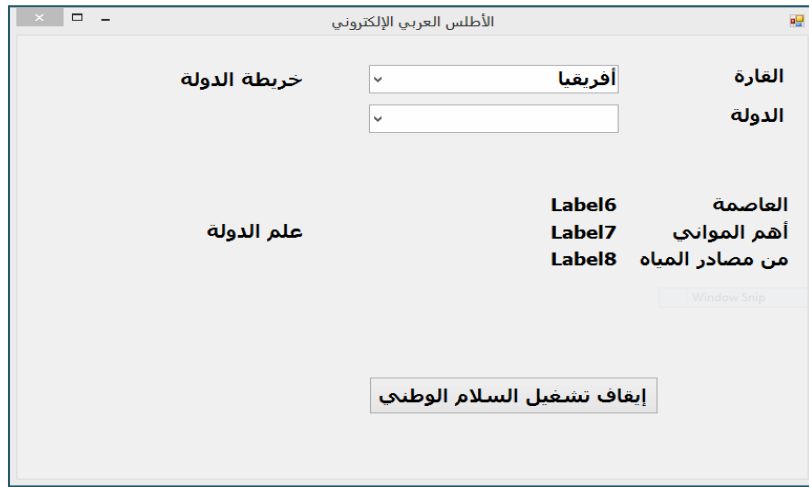 الأطلس العربي الإلكتروني
القارة أفريقيا خريطة الدولة
الدولة
العاصمة Label6
أهم المواني Label7 علم الدولة
من مصادر المياه Label8
Window Snip
إيقاف تشغيل السلام الوطني